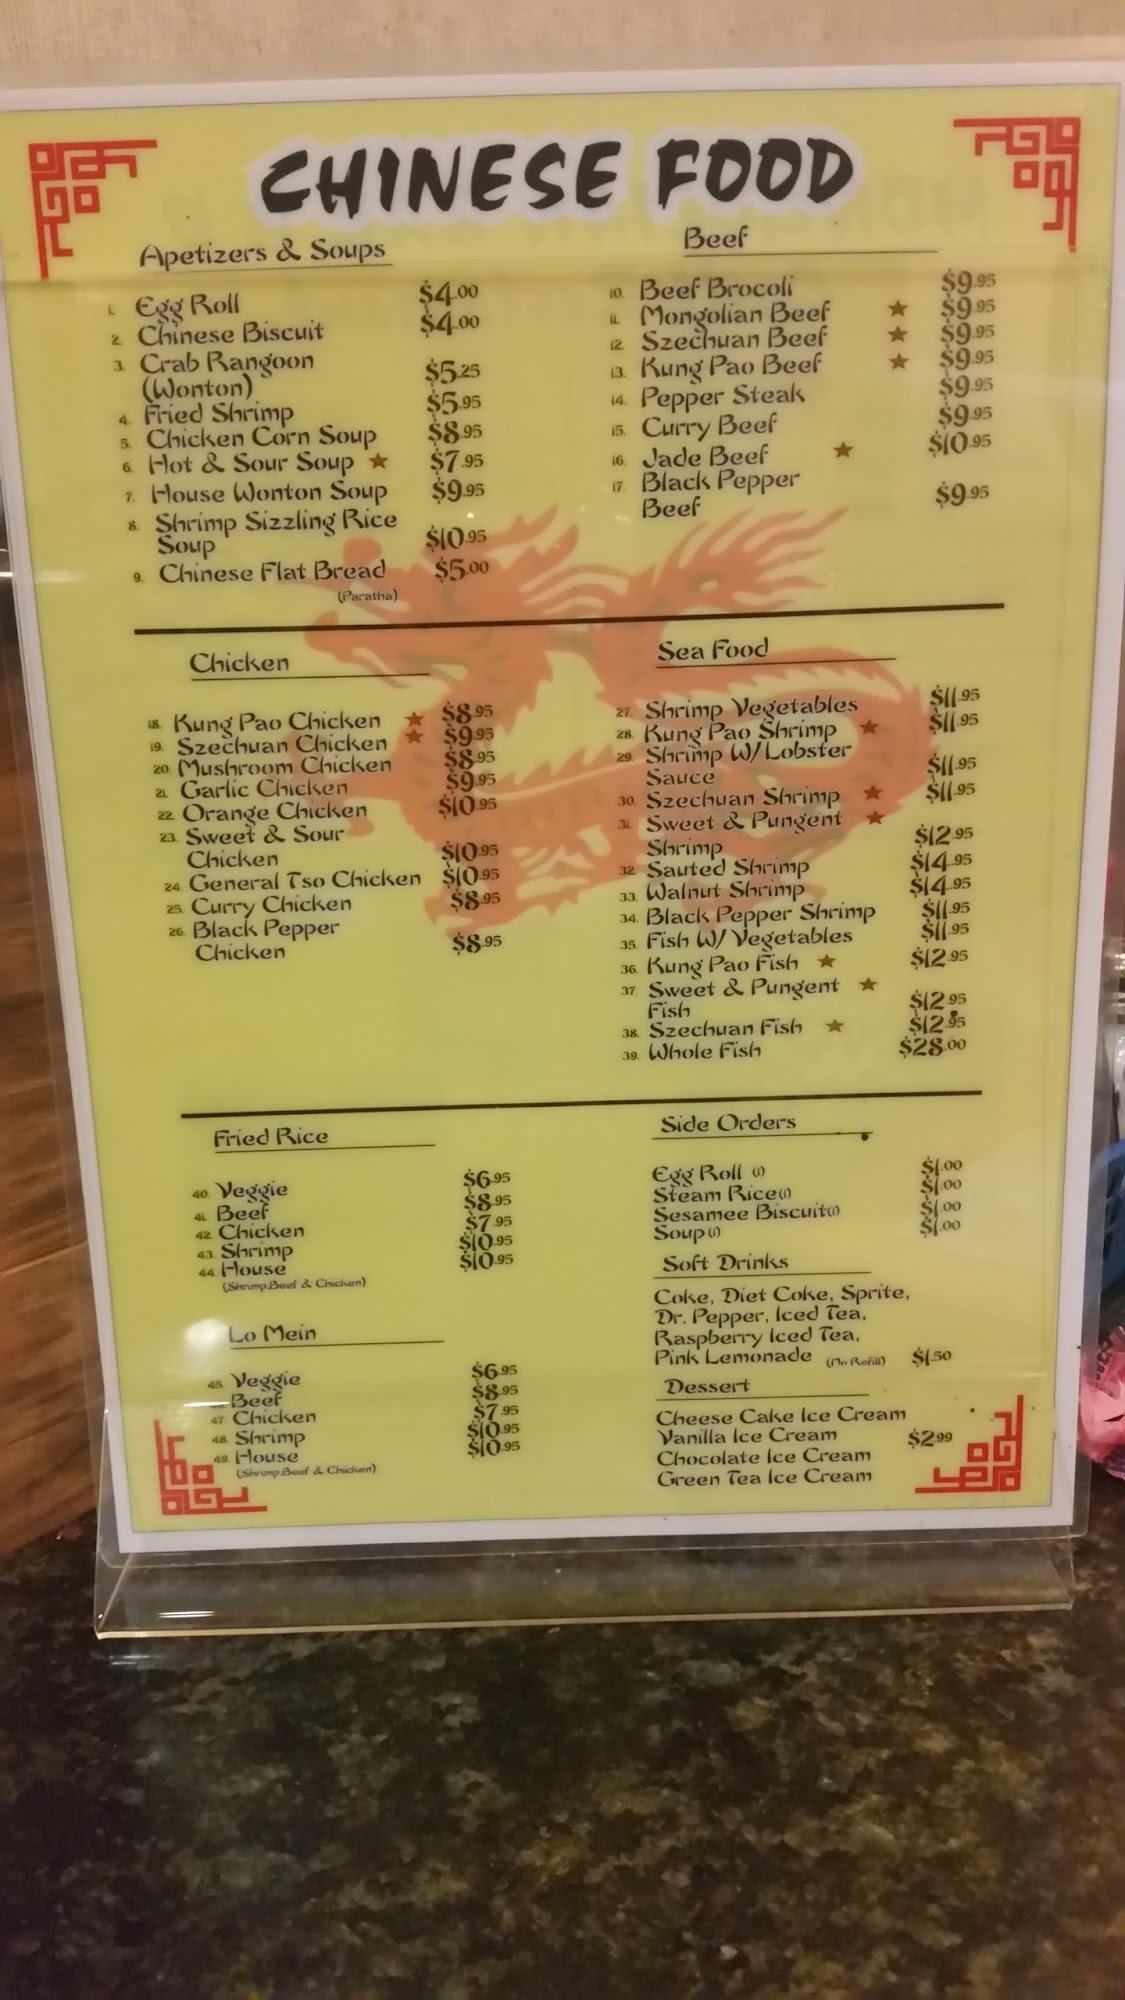 CHINESE FOOD
Apetizers & Soups
1. Egg Roll $4.00
2. Chinese Biscuit $4.00
3. Crab Rangoon
(Wonton) $5.25
4. Fried Shrimp $5.95
5. Chicken Corn Soup $8.95
6. Hot & Sour Soup ★ $7.95
7. House Wonton Soup $9.95
8. Shrimp Sizzling Rice
Soup $10.95
9. Chinese Flat Bread $5.00
(Paratha)
Beef
10. Beef Brocoli $9.95
11. Mongolian Beef ★ $9.95
12. Szechuan Beef ★ $9.95
13. Kung Pao Beef ★ $9.95
14. Pepper Steak $9.95
15. Curry Beef $9.95
16. Jade Beef ★ $10.95
17. Black Pepper
Beef $9.95
Chicken
18. Kung Pao Chicken ★ $8.95
19. Szechuan Chicken ★ $9.95
20. Mushroom Chicken $8.95
21. Garlic Chicken $9.95
22. Orange Chicken $10.95
23. Sweet & Sour
Chicken $10.95
24. General Tso Chicken $10.95
25. Curry Chicken $8.95
26. Black Pepper
Chicken $8.95
Sea Food
27. Shrimp Vegetables $11.95
28. Kung Pao Shrimp ★ $11.95
29. Shrimp W/ Lobster
Sauce $11.95
30. Szechuan Shrimp ★ $11.95
31. Sweet & Pungent ★
Shrimp $12.95
32. Sauted Shrimp $14.95
33. Walnut Shrimp $14.95
34. Black Pepper Shrimp $11.95
35. Fish W/ Vegetables $11.95
36. Kung Pao Fish ★ $12.95
37. Sweet & Pungent ★
Fish $12.95
38. Szechuan Fish ★ $12.95
39. Whole Fish $28.00
Fried Rice
40. Veggie $6.95
41. Beef $8.95
42. Chicken $7.95
43. Shrimp $10.95
44. House $10.95
(Shrimp,Beef & Chicken)
Lo Mein
45. Veggie $6.95
Beef $8.95
47. Chicken $7.95
48. Shrimp $10.95
49. House $10.95
(Shrimp,Beef & Chicken)
Side Orders
Egg Roll (1) $1.00
Steam Rice(1) $1.00
Sesamee Biscuit(1) $1.00
Soup(1) $1.00
Soft Drinks
Coke, Diet Coke, Sprite,
Dr. Pepper, Iced Tea,
Raspberry Iced Tea,
Pink Lemonade (No Refill) $1.50
Dessert
Cheese Cake Ice Cream
Vanilla Ice Cream $2.99
Chocolate Ice Cream
Green Tea Ice Cream